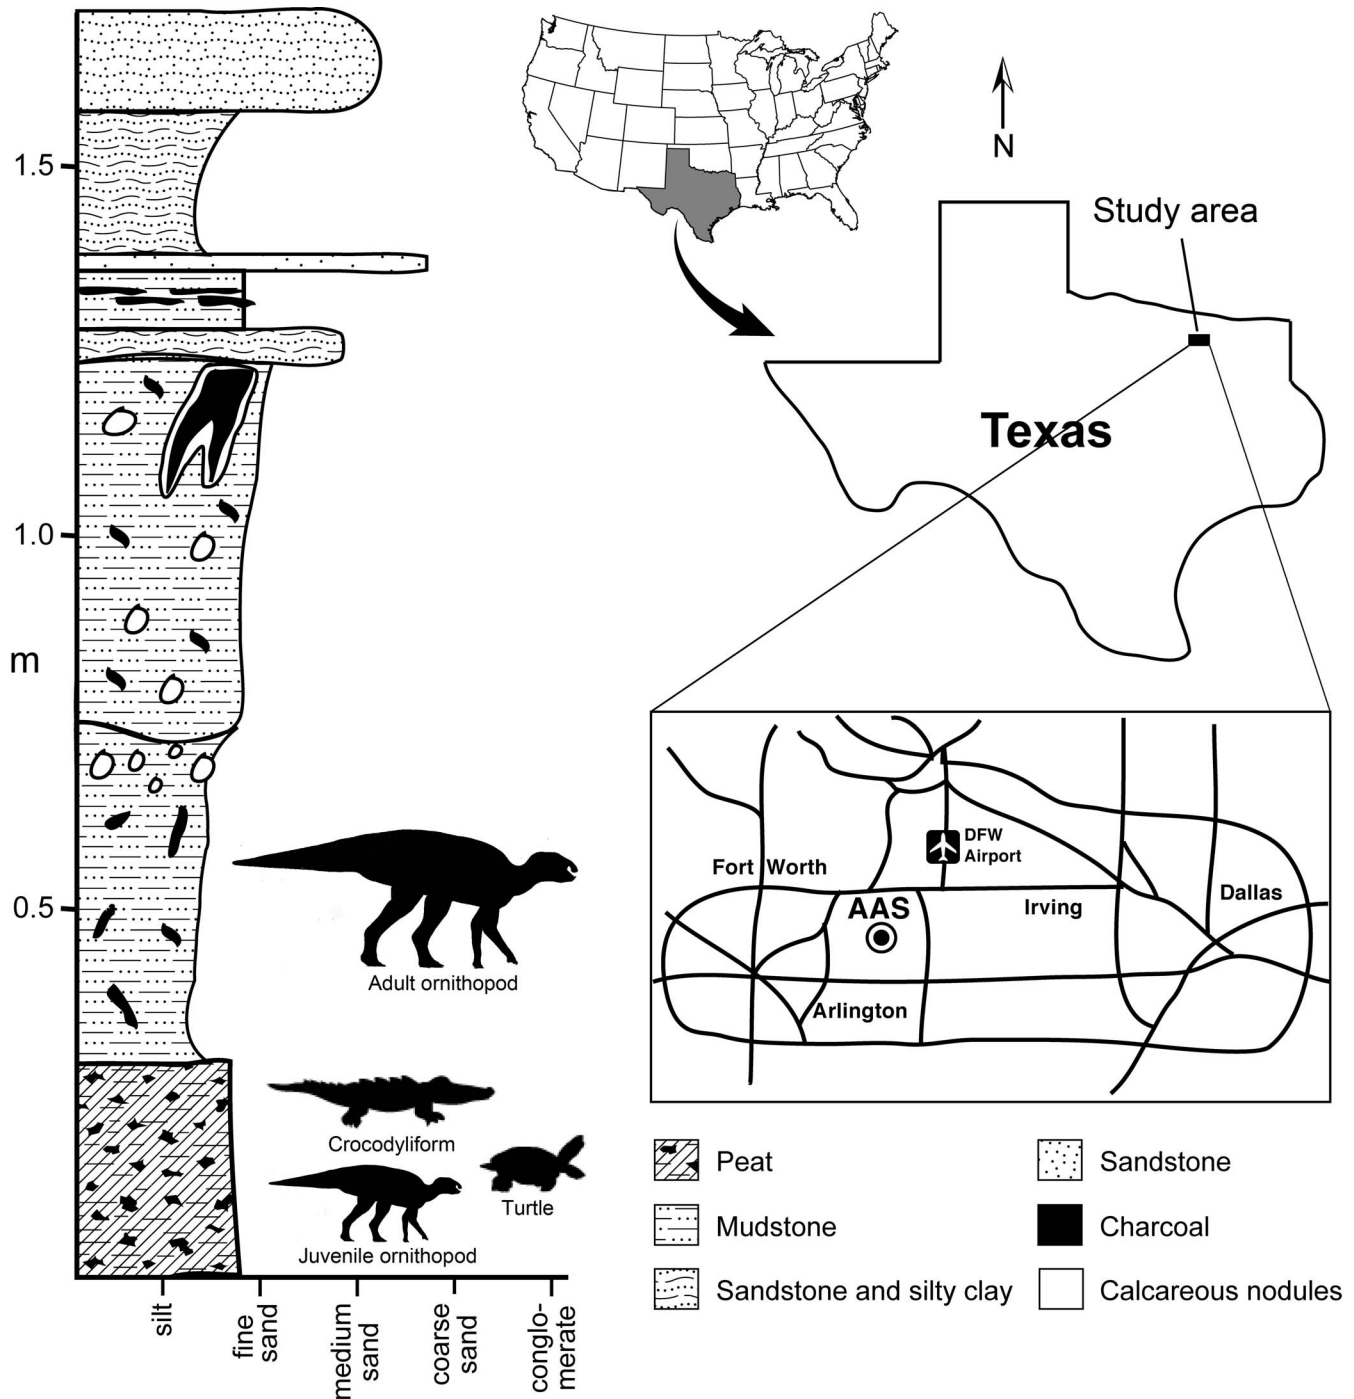 1.5
1.0
m
0.5
Adult ornithopod
Crocodyliform
Turtle
Juvenile ornithopod
silt
fine
sand
medium
sand
coarse
sand
conglo-
merate
N
Study area
Texas
DFW
Airport
Fort Worth
AAS
Irving
Dallas
Arlington
Peat
Mudstone
Sandstone and silty clay
Sandstone
Charcoal
Calcareous nodules